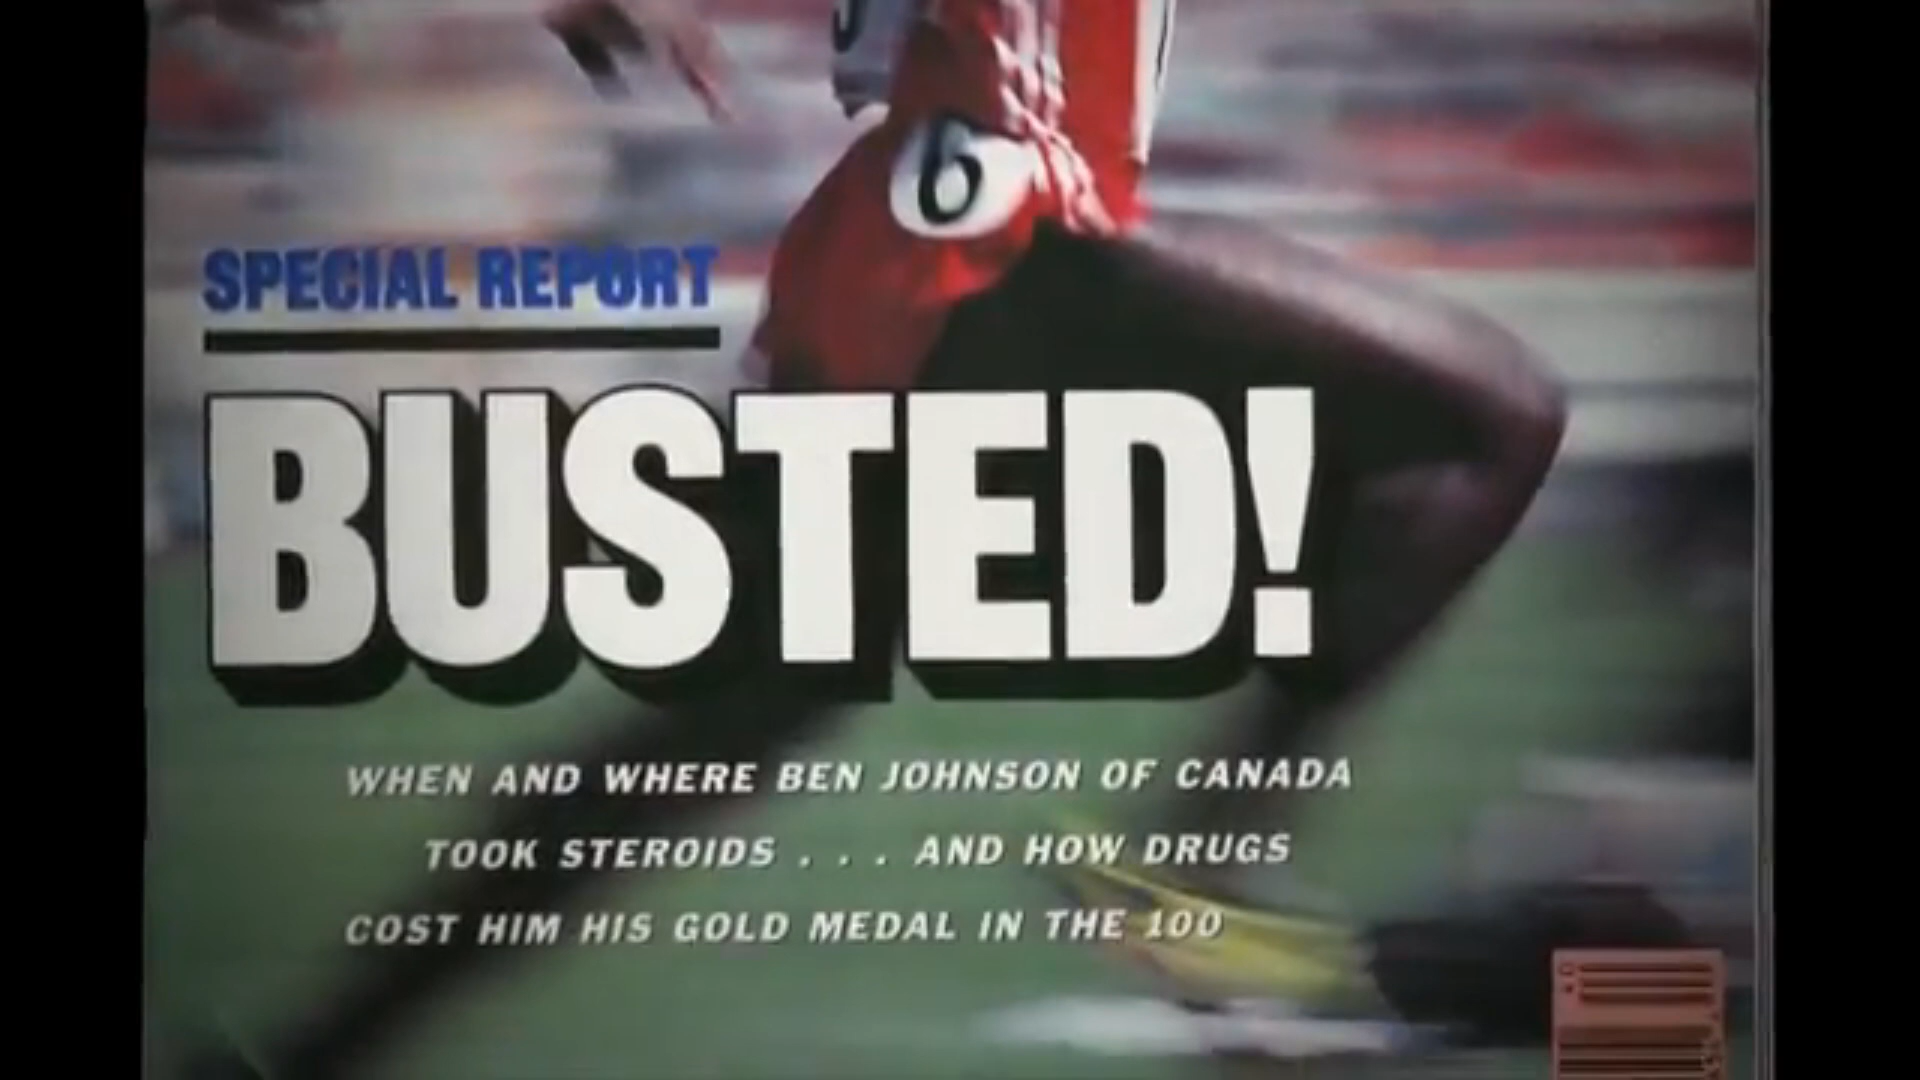 6
SPECIAL REPORT
BUSTED!
WHEN AND WHERE BEN JOHNSON OF CANADA
TOOK STEROIDS . . . AND HOW DRUGS
COST HIM HIS GOLD MEDAL IN THE 100